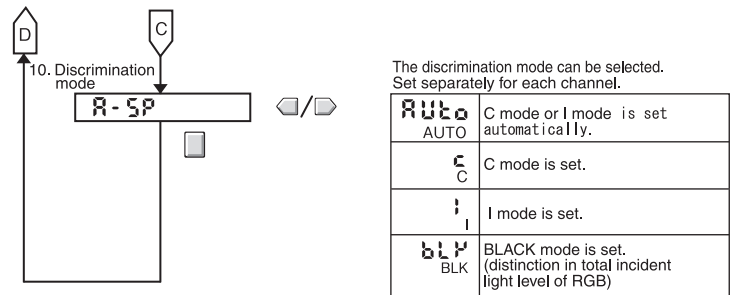 D
C
10. Discrimination
mode
A-SP
/
The discrimination mode can be selected.
Set separately for each channel.
AUto
AUTO
C mode or I mode is set
automatically.
c
C
C mode is set.
i
I
I mode is set.
bLK
BLK
BLACK mode is set.
(distinction in total incident
light level of RGB)